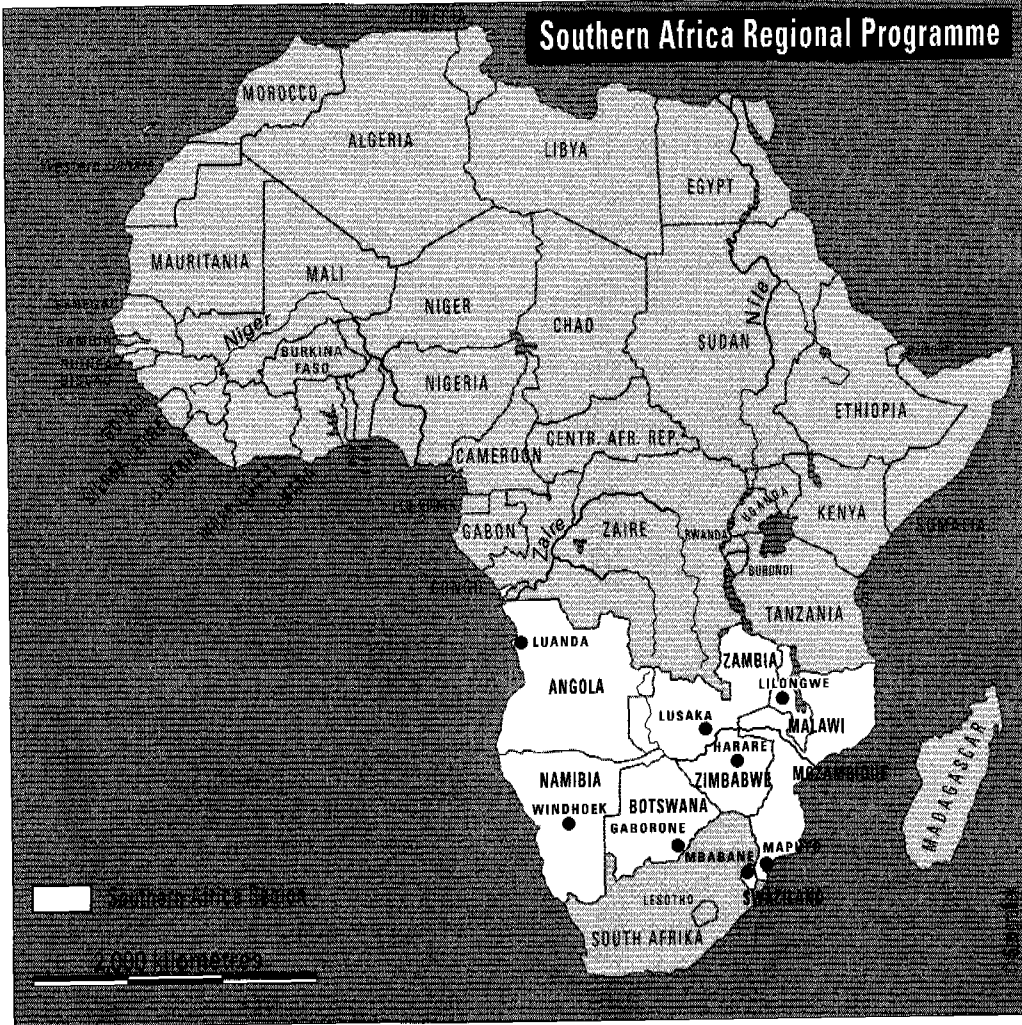 Southern Africa Regional Programme
MOROCCO
ALGERIA
LIBYA
EGYPT
MAURITANIA
MALI
NIGER
CHAD
SUDAN
Nile
Niger
BURKINA
FASO
NIGERIA
ETHIOPIA
CENTR. AFR. REP.
CAMEROON
UGANDA
KENYA
SOMALIA
GABON
Zaire
ZAIRE
RWANDA
BURUNDI
CONGO
TANZANIA
LUANDA
ANGOLA
ZAMBIA
LILONGWE
LUSAKA
MALAWI
HARARE
ZIMBABWE
MOZAMBIQUE
NAMIBIA
WINDHOEK
BOTSWANA
GABORONE
MBABANE
MAPUTO
SWAZILAND
MADAGASCAR
LESOTHO
SOUTH AFRIKA
Southern Africa Region
2,000 kilometres